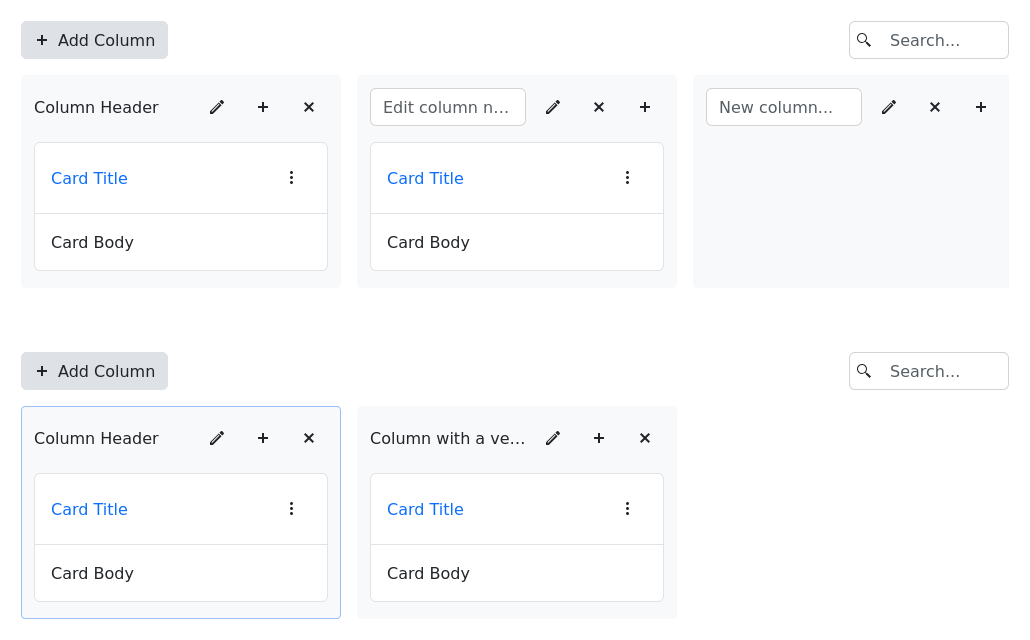 Add Column
Search...
Column Header
Edit column n...
New column...
Card Title
Card Title
Card Body
Card Body
Add Column
Search...
Column Header
Column with a ve...
Card Title
Card Title
Card Body
Card Body